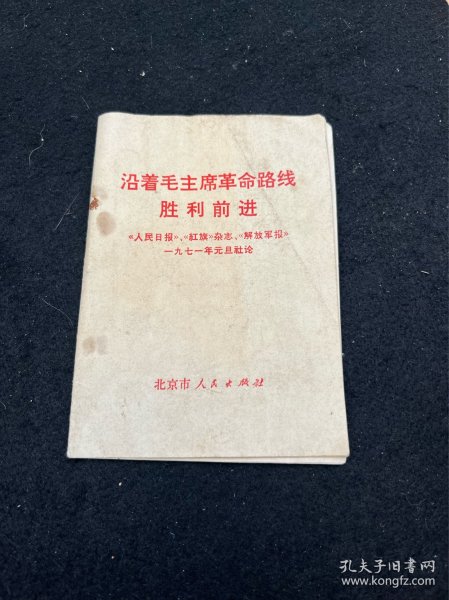 沿着毛主席革命路线
胜利前进
《人民日报》、《红旗》杂志、《解放军报》
一九七一年元旦社论
北京市人民出版社
孔夫子旧书网
www.kongfz.com